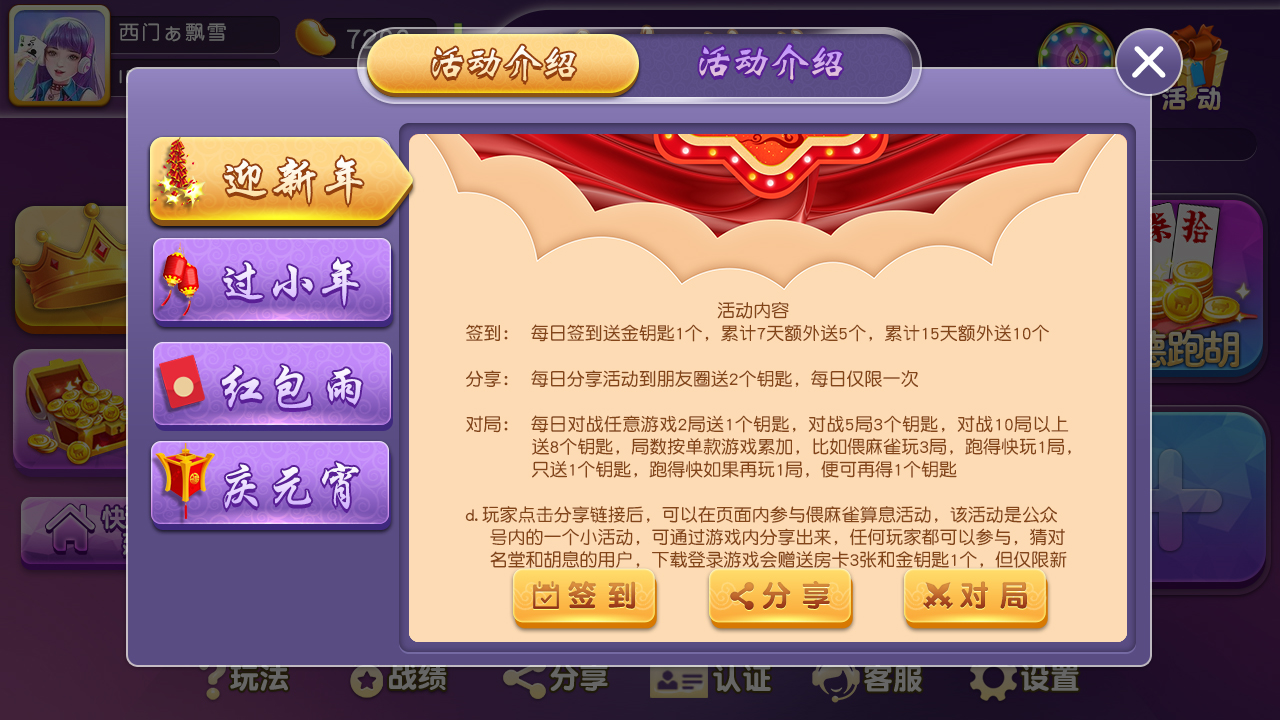 西门ぁ飘雪
活动介绍
活动介绍
活动
迎新年
过小年
红包雨
庆元宵
活动内容
签到： 每日签到送金钥匙1个，累计7天额外送5个，累计15天额外送10个
分享： 每日分享活动到朋友圈送2个钥匙，每日仅限一次
对局： 每日对战任意游戏2局送1个钥匙，对战5局3个钥匙，对战10局以上
送8个钥匙，局数按单款游戏累加，比如偎麻雀玩3局，跑得快玩1局，
只送1个钥匙，跑得快如果再玩1局，便可再得1个钥匙
d. 玩家点击分享链接后，可以在页面内参与偎麻雀算息活动，该活动是公众
号内的一个小活动，可通过游戏内分享出来，任何玩家都可以参与，猜对
名堂和胡息的用户，下载登录游戏会赠送房卡3张和金钥匙1个，但仅限新
签到
分享
对局
拾
跑胡
快
玩法
战绩
分享
认证
客服
设置